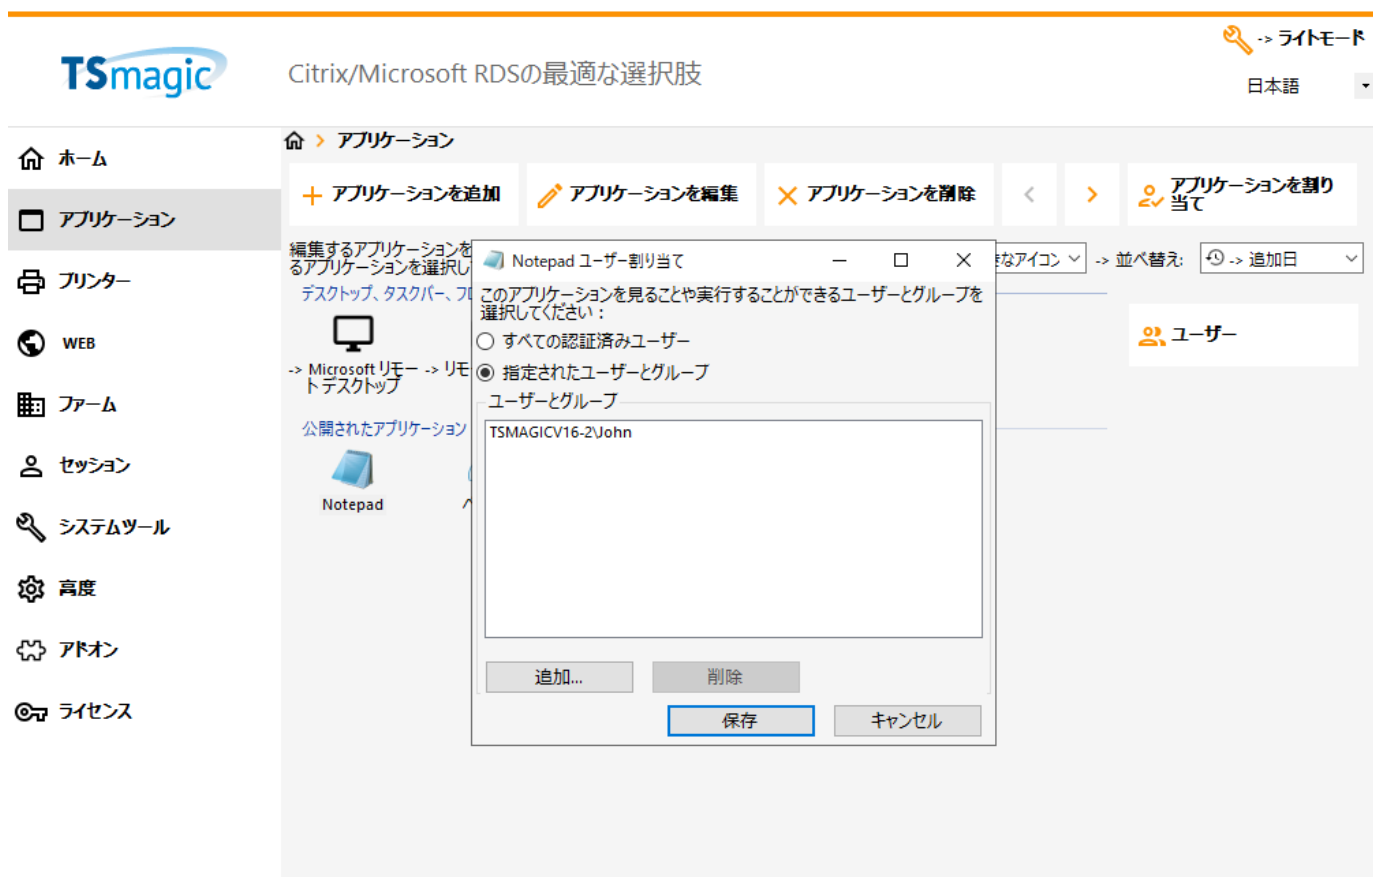 -> ライトモード
TSmagic
Citrix/Microsoft RDSの最適な選択肢
日本語
ホーム
アプリケーション
プリンター
WEB
ファーム
セッション
システムツール
高度
アドオン
ライセンス
アプリケーション
アプリケーションを追加
アプリケーションを編集
アプリケーションを削除
アプリケーションを割り
当て
編集するアプリケーションを
るアプリケーションを選択し
なアイコン
-> 並べ替え:
-> 追加日
デスクトップ、タスクバー、フロ
-> Microsoft リモー
トデスクトップ
-> リモ
公開されたアプリケーション
Notepad
ユーザー
Notepad ユーザー割り当て
このアプリケーションを見ることや実行することができるユーザーとグループを
選択してください：
すべての認証済みユーザー
指定されたユーザーとグループ
ユーザーとグループ
TSMAGICV16-2\John
追加...
削除
保存
キャンセル